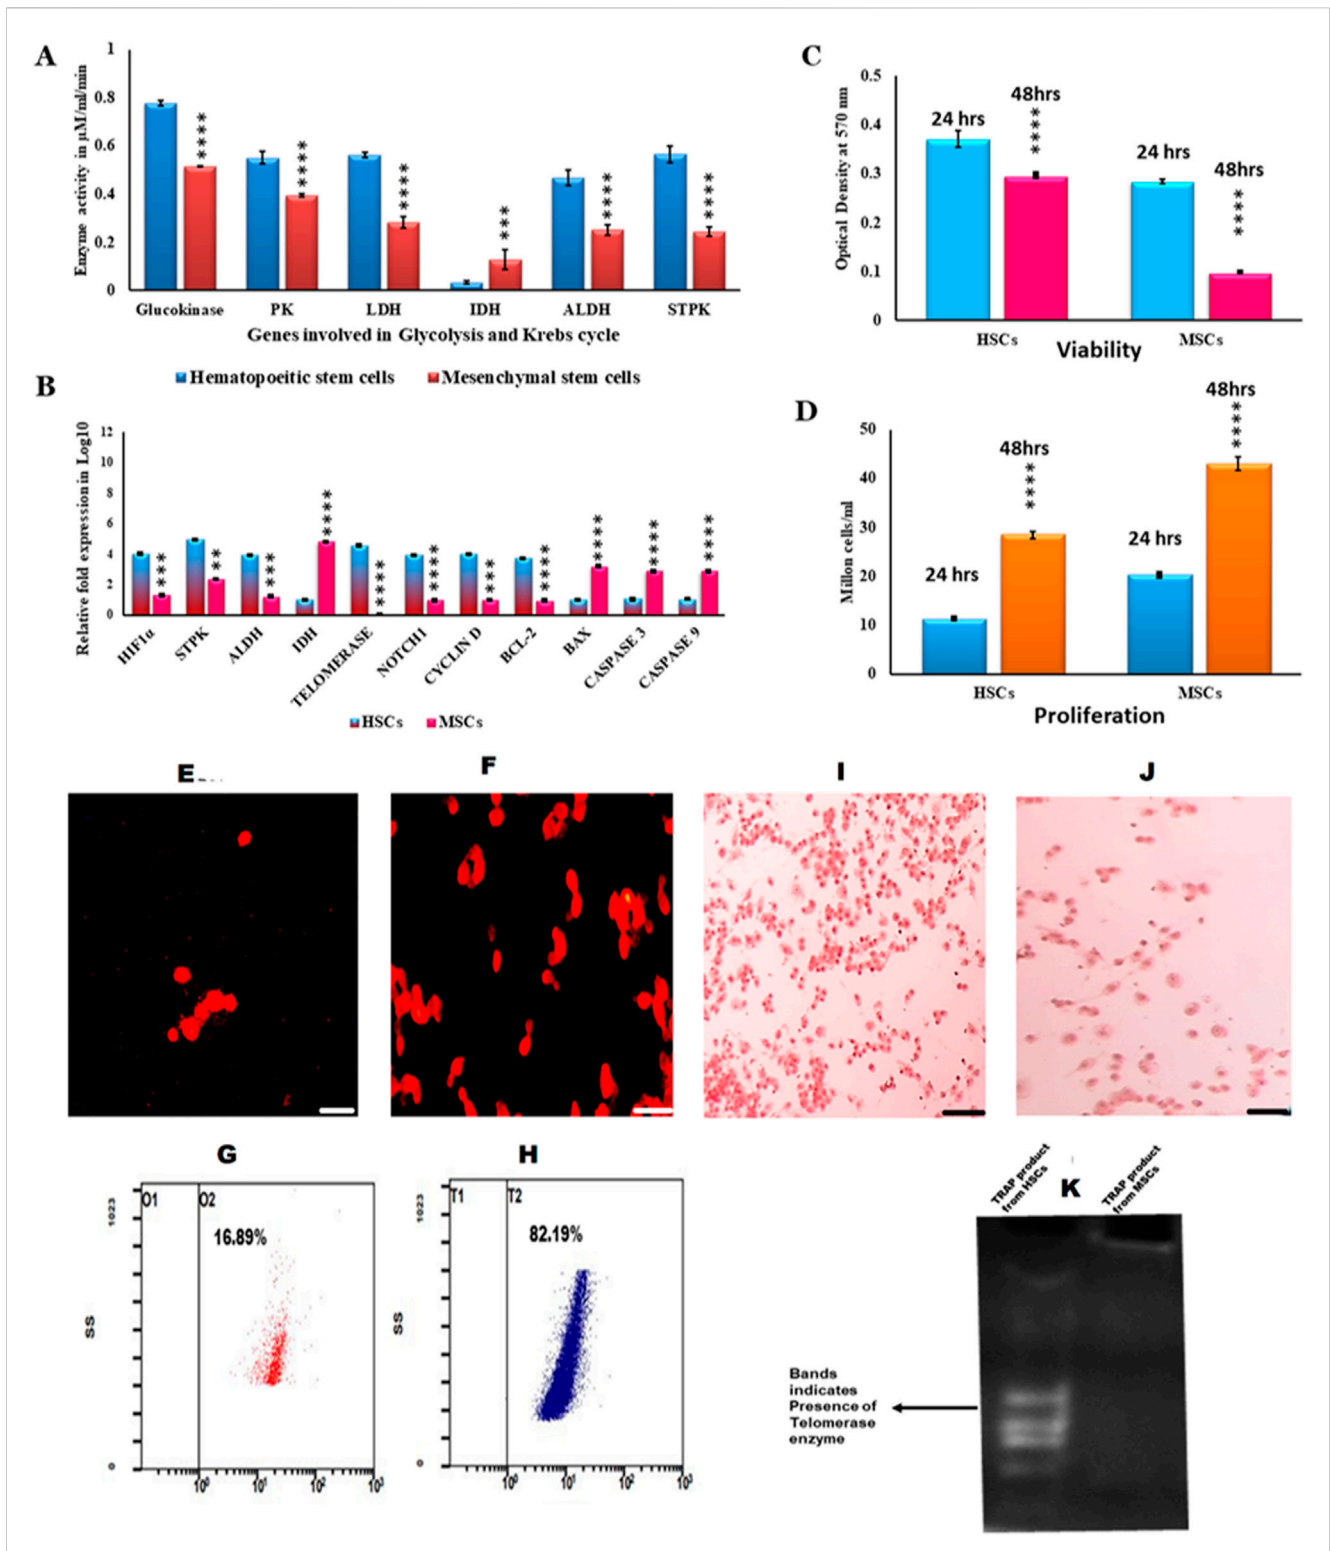 A
Enzyme activity in µM/ml/min
1
0.8
0.6
0.4
0.2
0
****
****
****
***
****
****
Glucokinase PK LDH IDH ALDH STPK
Genes involved in Glycolysis and Krebs cycle
Hematopoeitic stem cells Mesenchymal stem cells
B
Relative fold expression in Log10
12
10
8
6
4
2
0
***
**
***
****
****
****
***
****
****
****
****
HIF1α STPK ALDH IDH TELOMERASE NOTCH1 CYCLIN D BCL-2 BAX CASPASE 3 CASPASE 9
HSCs MSCs
C
Optical Density at 570 nm
0.5
0.4
0.3
0.2
0.1
0
24 hrs
48hrs
****
24 hrs
48hrs
****
HSCs MSCs
Viability
D
Millon cells/ml
50
40
30
20
10
0
24 hrs
48hrs
****
24 hrs
48hrs
****
HSCs MSCs
Proliferation
E
F
I
J
G
O1 O2
1023
16.89%
SS
0
10⁰ 10¹ 10² 10³
H
T1 T2
1023
82.19%
SS
0
10⁰ 10¹ 10² 10³
K
TRAP product
from HSCs
TRAP product
from MSCs
Bands
indicates
Presence of
Telomerase
enzyme